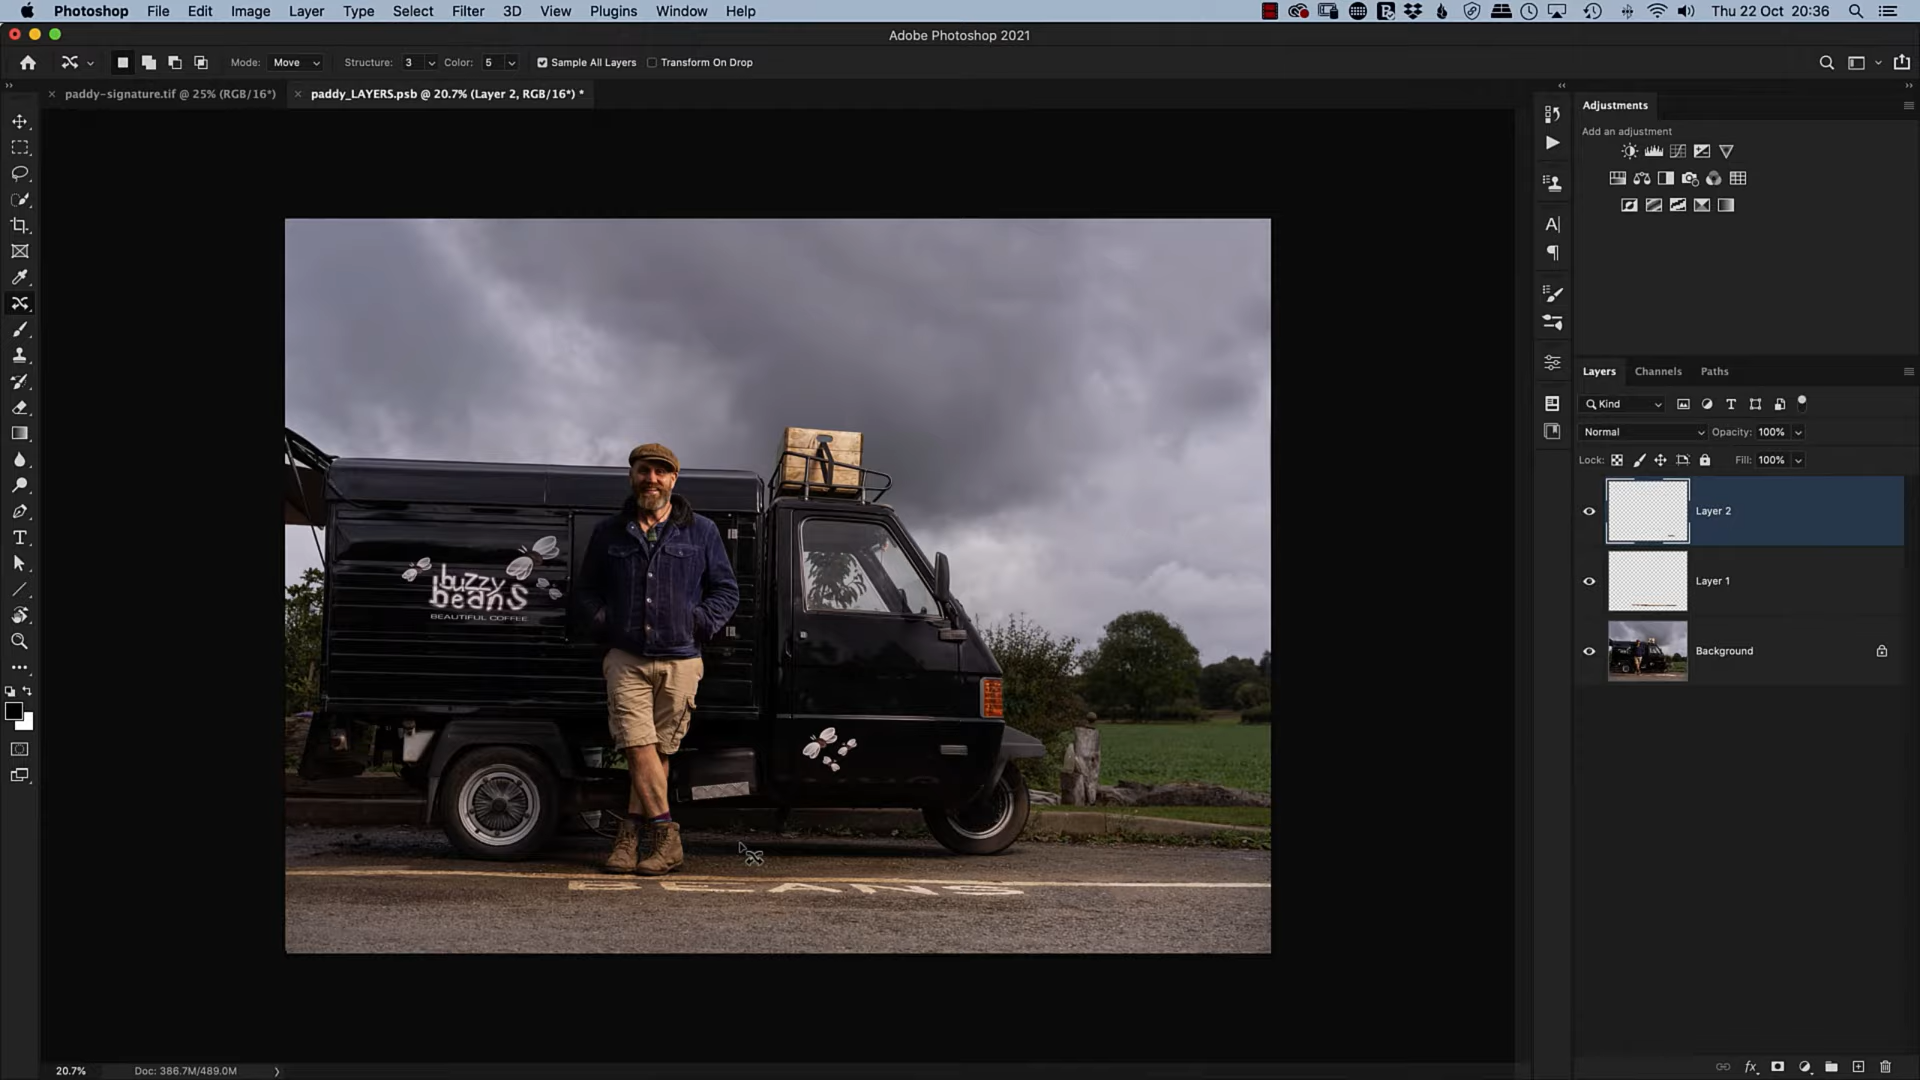 Photoshop File Edit Image Layer Type Select Filter 3D View Plugins Window Help Thu 22 Oct 20:36
Adobe Photoshop 2021
Mode: Move Structure: 3 Color: 5 Sample All Layers Transform On Drop
paddy-signature.tif @ 25% (RGB/16*) paddy_LAYERS.psb @ 20.7% (Layer 2, RGB/16*) *
Adjustments
Add an adjustment
Layers Channels Paths
Kind
Normal Opacity: 100%
Lock: Fill: 100%
Layer 2
Layer 1
Background
buzzy
beans
BEAUTIFUL COFFEE
BEANS
20.7% Doc: 386.7M/489.0M